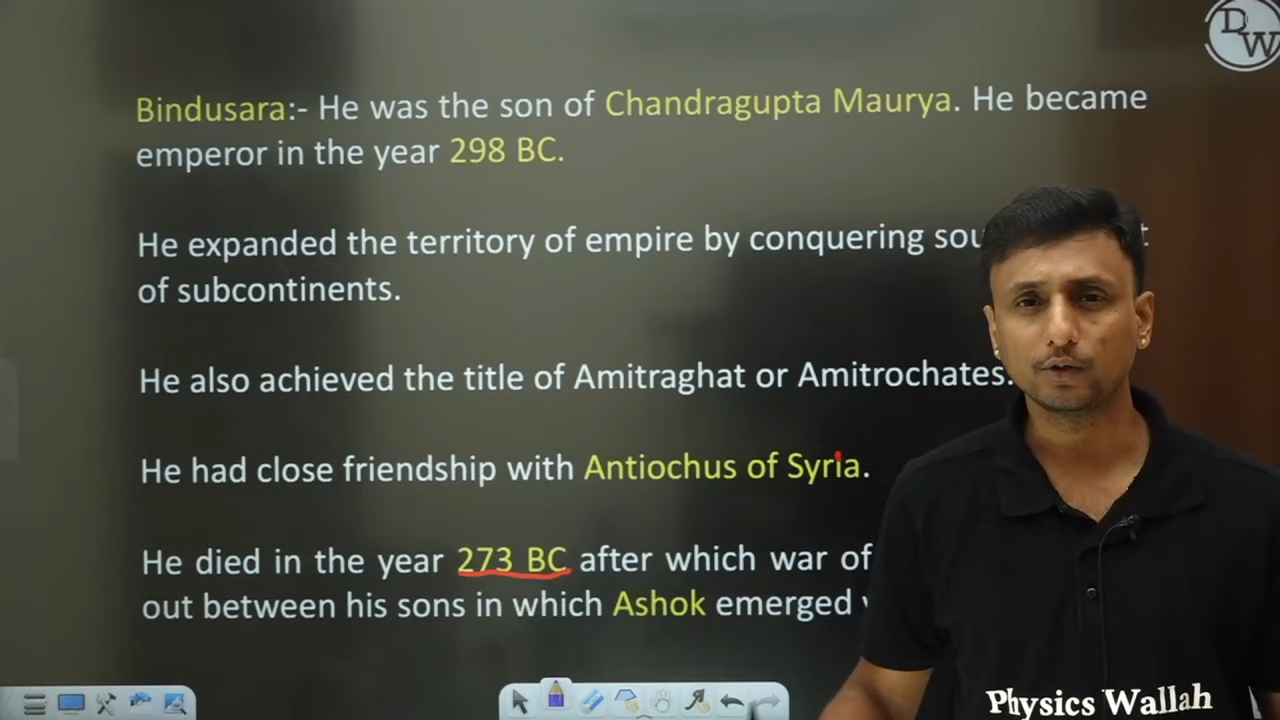 Bindusara:- He was the son of Chandragupta Maurya. He became
emperor in the year 298 BC.
He expanded the territory of empire by conquering
of subcontinents.
He also achieved the title of Amitraghat or Amitrochates.
He had close friendship with Antiochus of Syria.
He died in the year 273 BC after which war of
out between his sons in which Ashok emerged
PW
Physics Wallah